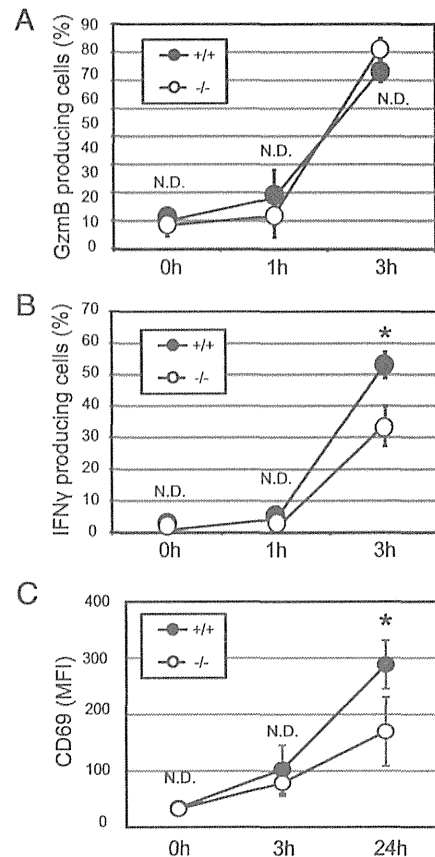 A
GzmB producing cells (%)
90
80
70
60
50
40
30
20
10
0
+/+
-/-
N.D.
N.D.
N.D.
0h
1h
3h
B
IFNγ producing cells (%)
70
60
50
40
30
20
10
0
+/+
-/-
N.D.
N.D.
*
0h
1h
3h
C
CD69 (MFI)
400
300
200
100
0
+/+
-/-
N.D.
N.D.
*
0h
3h
24h